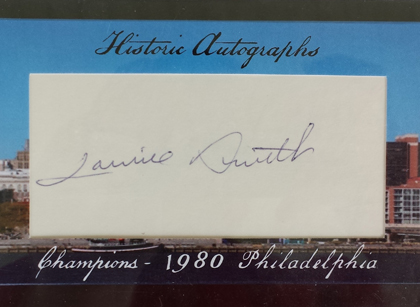 Historic Autographs
Lonnie Smith
Champions - 1980 Philadelphia